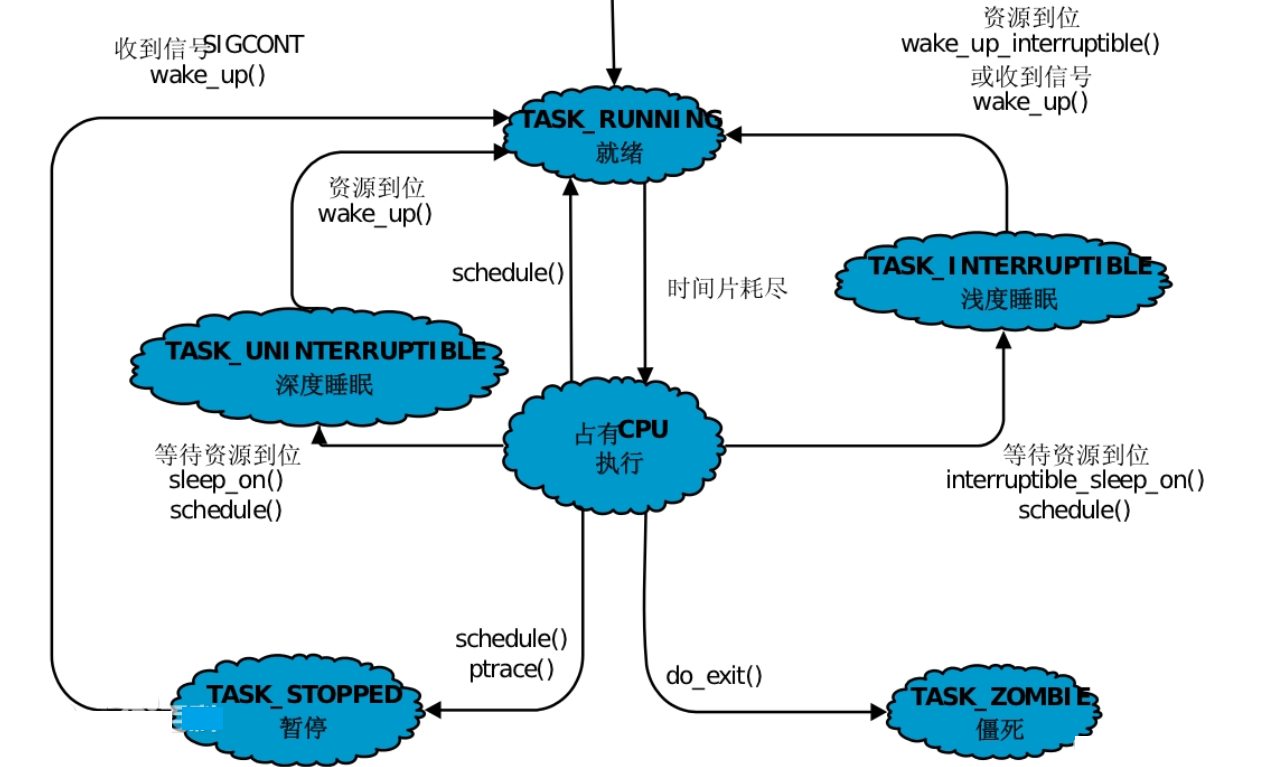 收到信号SIGCONT
wake_up()
资源到位
wake_up_interruptible()
或收到信号
wake_up()
TASK_RUNNING
就绪
资源到位
wake_up()
schedule()
时间片耗尽
TASK_INTERRUPTIBLE
浅度睡眠
TASK_UNINTERRUPTIBLE
深度睡眠
占有CPU
执行
等待资源到位
sleep_on()
schedule()
等待资源到位
interruptible_sleep_on()
schedule()
schedule()
ptrace()
do_exit()
TASK_STOPPED
暂停
TASK_ZOMBIE
僵死